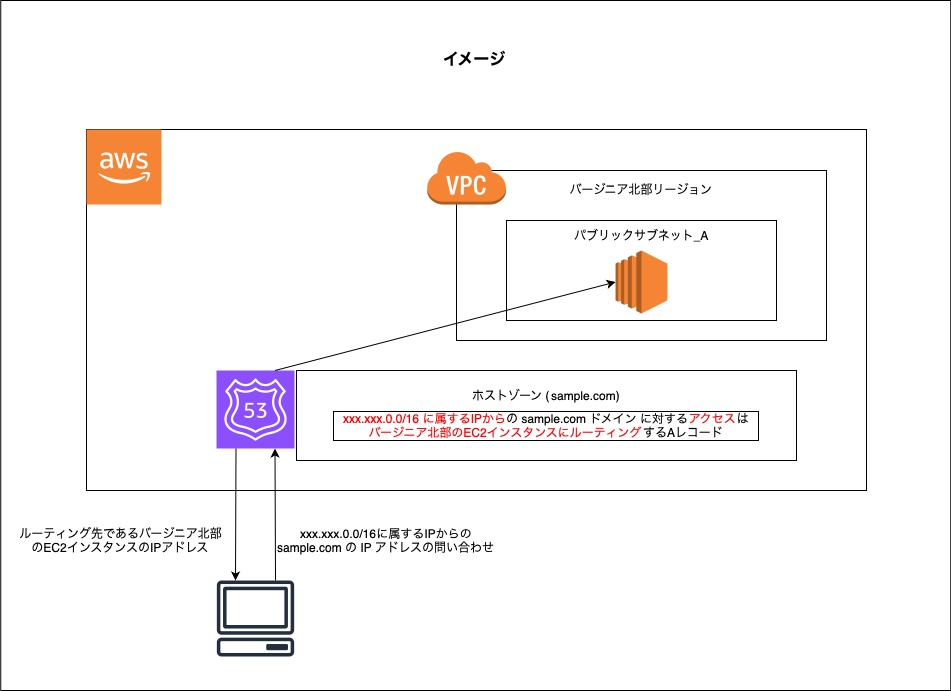 イメージ
aws
VPC
バージニア北部リージョン
パブリックサブネット_A
53
ホストゾーン (sample.com)
xxx.xxx.0.0/16 に属するIPからの sample.com ドメイン に対するアクセスは
バージニア北部のEC2インスタンスにルーティング するAレコード
ルーティング先であるバージニア北部
のEC2インスタンスのIPアドレス
xxx.xxx.0.0/16に属するIPからの
sample.com の IP アドレスの問い合わせ